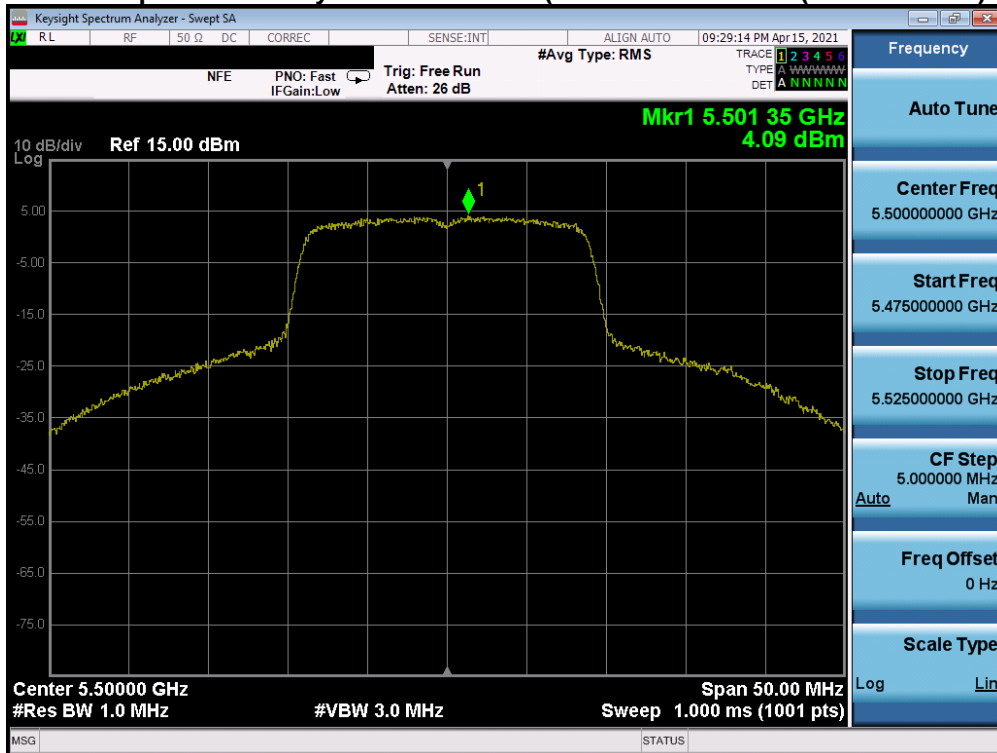 Keysight Spectrum Analyzer - Swept SA
LXI RL RF 50 Ω DC CORREC SENSE:INT ALIGN AUTO 09:29:14 PM Apr 15, 2021
#Avg Type: RMS TRACE 1 2 3 4 5 6
NFE PNO: Fast Trig: Free Run TYPE A WWWWW
IFGain:Low Atten: 26 dB DET A N N N N N
Mkr1 5.501 35 GHz
4.09 dBm
10 dB/div Ref 15.00 dBm
Log
1
5.00
-5.00
-15.0
-25.0
-35.0
-45.0
-55.0
-65.0
-75.0
Center 5.50000 GHz Span 50.00 MHz
#Res BW 1.0 MHz #VBW 3.0 MHz Sweep 1.000 ms (1001 pts)
MSG STATUS
Frequency
Auto Tune
Center Freq
5.500000000 GHz
Start Freq
5.475000000 GHz
Stop Freq
5.525000000 GHz
CF Step
5.000000 MHz
Auto Man
Freq Offset
0 Hz
Scale Type
Log Lin